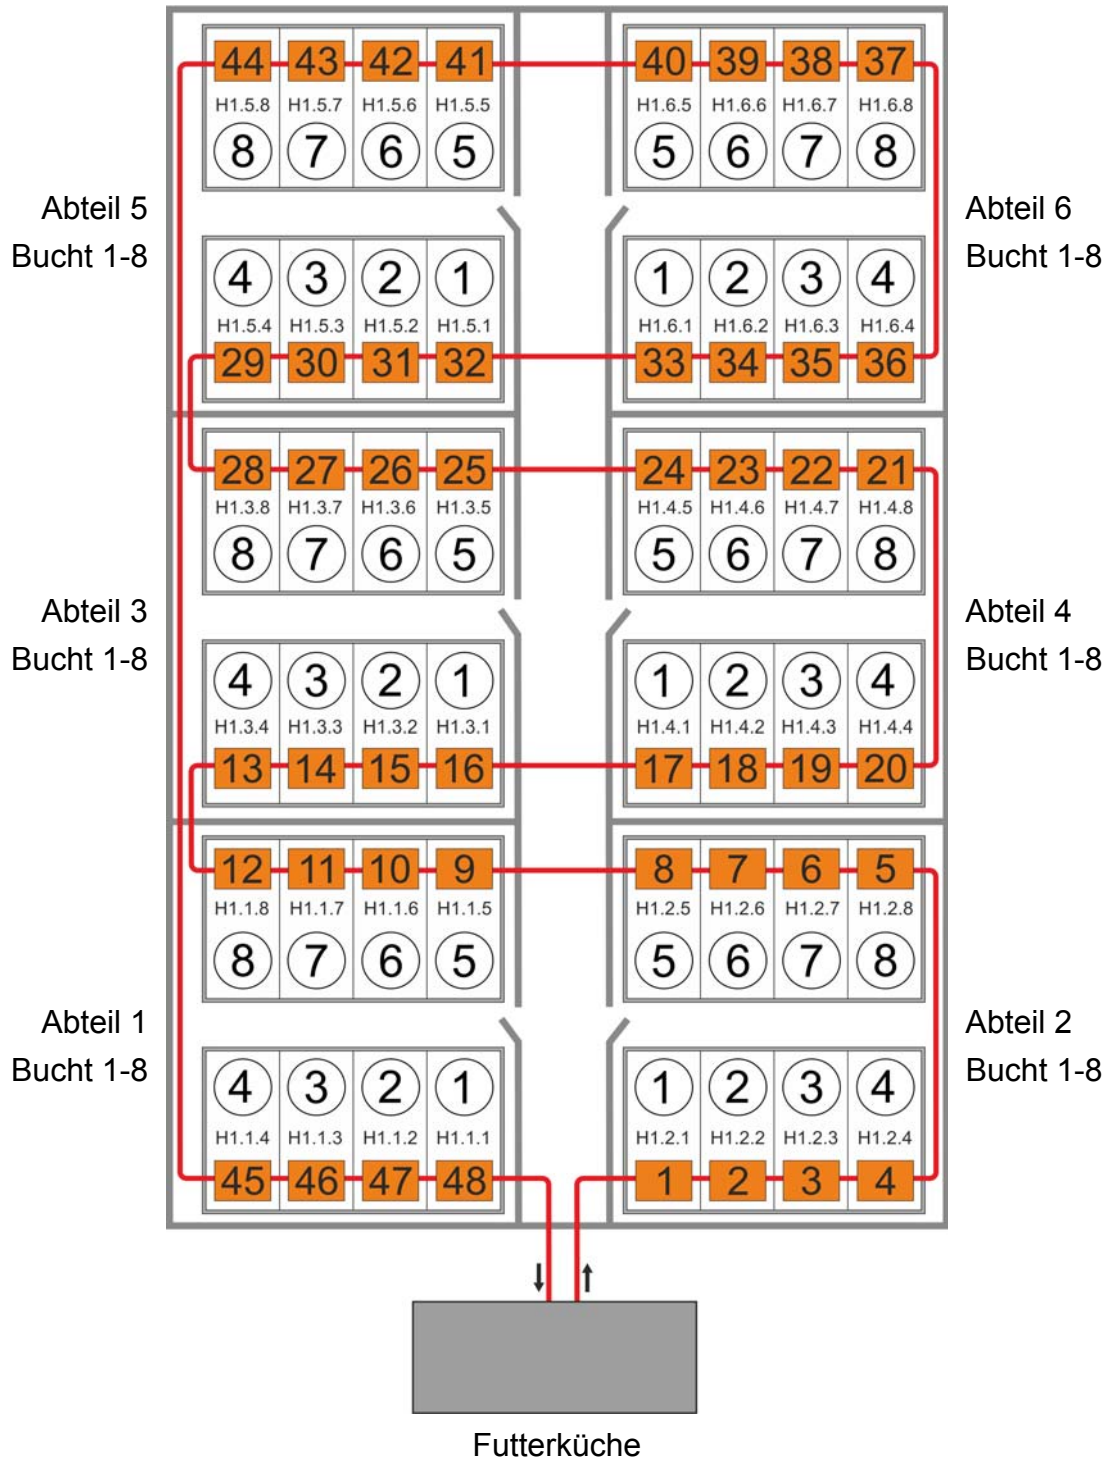 44 43 42 41 40 39 38 37
H1.5.8 H1.5.7 H1.5.6 H1.5.5 H1.6.5 H1.6.6 H1.6.7 H1.6.8
8 7 6 5 5 6 7 8
Abteil 5
Bucht 1-8
Abteil 6
Bucht 1-8
4 3 2 1 1 2 3 4
H1.5.4 H1.5.3 H1.5.2 H1.5.1 H1.6.1 H1.6.2 H1.6.3 H1.6.4
29 30 31 32 33 34 35 36
28 27 26 25 24 23 22 21
H1.3.8 H1.3.7 H1.3.6 H1.3.5 H1.4.5 H1.4.6 H1.4.7 H1.4.8
8 7 6 5 5 6 7 8
Abteil 3
Bucht 1-8
Abteil 4
Bucht 1-8
4 3 2 1 1 2 3 4
H1.3.4 H1.3.3 H1.3.2 H1.3.1 H1.4.1 H1.4.2 H1.4.3 H1.4.4
13 14 15 16 17 18 19 20
12 11 10 9 8 7 6 5
H1.1.8 H1.1.7 H1.1.6 H1.1.5 H1.2.5 H1.2.6 H1.2.7 H1.2.8
8 7 6 5 5 6 7 8
Abteil 1
Bucht 1-8
Abteil 2
Bucht 1-8
4 3 2 1 1 2 3 4
H1.1.4 H1.1.3 H1.1.2 H1.1.1 H1.2.1 H1.2.2 H1.2.3 H1.2.4
45 46 47 48 1 2 3 4
Futterküche